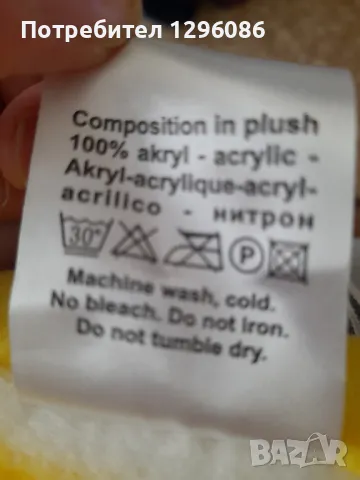 Потребител 1296086
Composition in plush
100% akryl - acrylic -
Akryl-acrylique-acryl-
acrilico - нитрон
30°
P
Machine wash, cold.
No bleach. Do not iron.
Do not tumble dry.
BAZAR